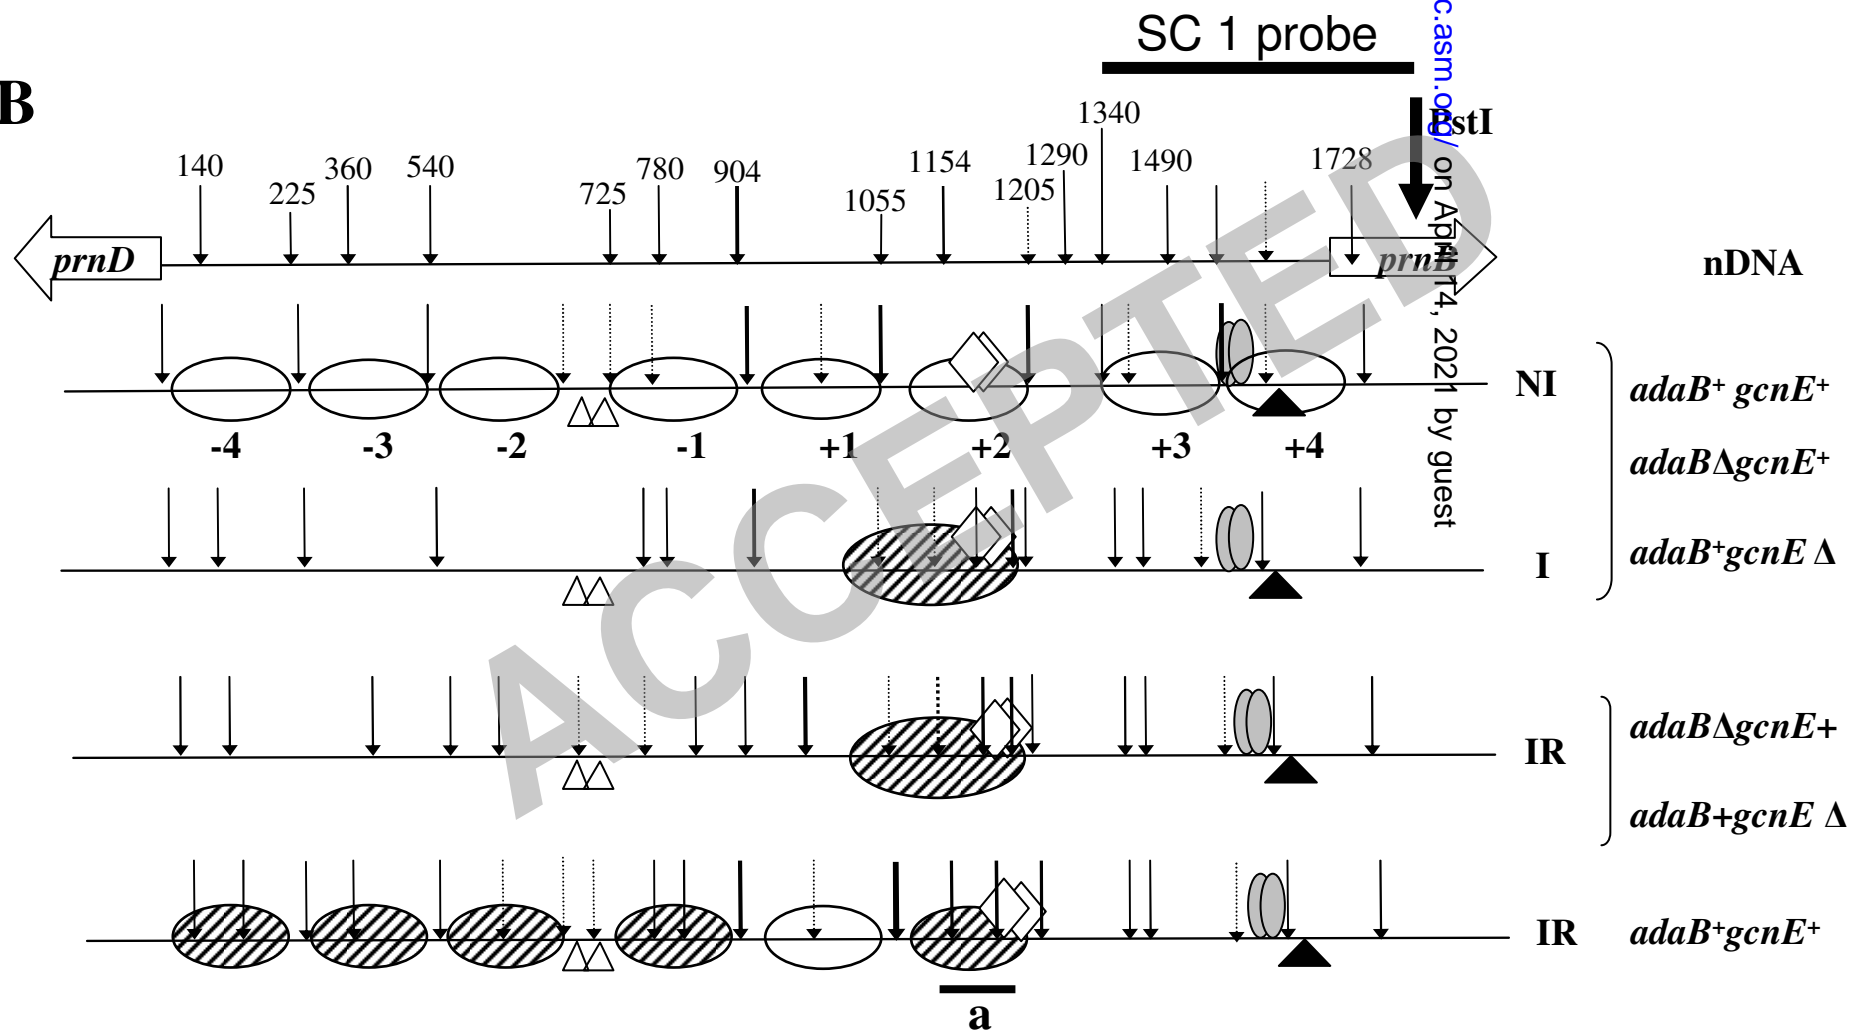 SC 1 probe
B
c.asm.org/ on April 14, 2021 by guest
PstI
140
225
360
540
725
780
904
1055
1154
1205
1290
1340
1490
1728
prnD
prnB
nDNA
NI
-4
-3
-2
-1
+1
+2
+3
+4
adaB⁺ gcnE⁺
adaBΔgcnE⁺
I
adaB⁺gcnE Δ
IR
adaBΔgcnE+
adaB+gcnE Δ
IR
adaB⁺gcnE⁺
a
ACCEPTED